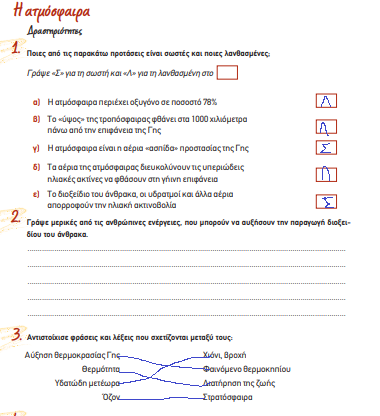 Η ατμόσφαιρα
Δραστηριότητες
1. Ποιες από τις παρακάτω προτάσεις είναι σωστές και ποιες λανθασμένες;
Γράψε «Σ» για τη σωστή και «Λ» για τη λανθασμένη στο
α) Η ατμόσφαιρα περιέχει οξυγόνο σε ποσοστό 78% Λ
β) Το «ύψος» της τροπόσφαιρας φθάνει στα 1000 χιλιόμετρα Λ
πάνω από την επιφάνεια της Γης
γ) Η ατμόσφαιρα είναι η αέρια «ασπίδα» προστασίας της Γης Σ
δ) Τα αέρια της ατμόσφαιρας διευκολύνουν τις υπεριώδεις Λ
ηλιακές ακτίνες να φθάσουν στη γήινη επιφάνεια
ε) Το διοξείδιο του άνθρακα, οι υδρατμοί και άλλα αέρια
απορροφούν την ηλιακή ακτινοβολία Σ
2. Γράψε μερικές από τις ανθρώπινες ενέργειες, που μπορούν να αυξήσουν την παραγωγή διοξει-
δίου του άνθρακα.
3. Αντιστοίχισε φράσεις και λέξεις που σχετίζονται μεταξύ τους:
Αύξηση θερμοκρασίας Γης Χιόνι, βροχή
Θερμότητα Φαινόμενο θερμοκηπίου
Υδατώδη μετέωρα Διατήρηση της ζωής
Όζον Στρατόσφαιρα